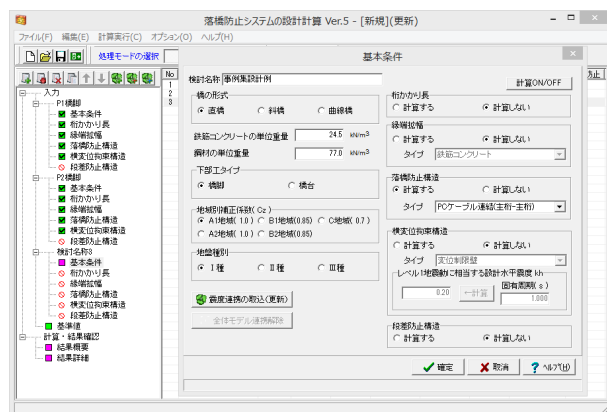 落橋防止システムの設計計算 Ver.5 - [新規](更新)
ファイル(F) 編集(E) 計算実行(C) オプション(O) ヘルプ(H)
処理モードの選択
入力
P1橋脚
基本条件
桁かかり長
縁端拡幅
落橋防止構造
横変位拘束構造
段差防止構造
P2橋脚
基本条件
桁かかり長
縁端拡幅
落橋防止構造
横変位拘束構造
段差防止構造
検討名称3
基本条件
桁かかり長
縁端拡幅
落橋防止構造
横変位拘束構造
段差防止構造
基準値
計算・結果確認
結果概要
結果詳細
No
1
2
3
防止
基本条件
検討名称 事例集設計例
計算ON/OFF
橋の形式
直橋 斜橋 曲線橋
鉄筋コンクリートの単位重量 24.5 kN/m³
鋼材の単位重量 77.0 kN/m³
下部工タイプ
橋脚 橋台
地域別補正係数( Cz )
A1地域( 1.0 ) B1地域(0.85) C地域( 0.7 )
A2地域( 1.0 ) B2地域(0.85)
地盤種別
Ⅰ種 Ⅱ種 Ⅲ種
震度連携の取込(更新)
全体モデル連携解除
桁かかり長
計算する 計算しない
縁端拡幅
計算する 計算しない
タイプ 鉄筋コンクリート
落橋防止構造
計算する 計算しない
タイプ PCケーブル連結(主桁-主桁)
横変位拘束構造
計算する 計算しない
タイプ 変位制限壁
レベル1地震動に相当する設計水平震度 kh
固有周期( s )
0.20 ←計算 1.000
段差防止構造
計算する 計算しない
確定 取消 ヘルプ(H)